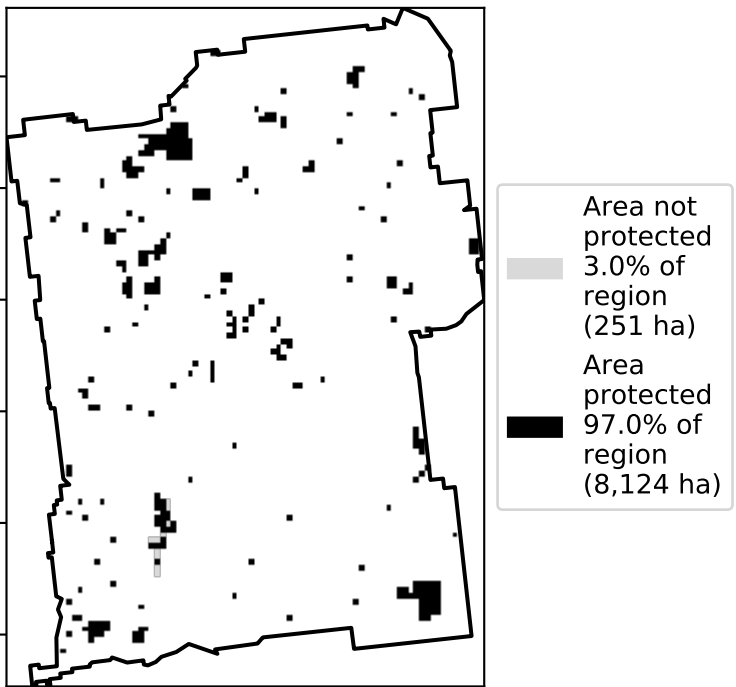 Area not
protected
3.0% of
region
(251 ha)
Area
protected
97.0% of
region
(8,124 ha)